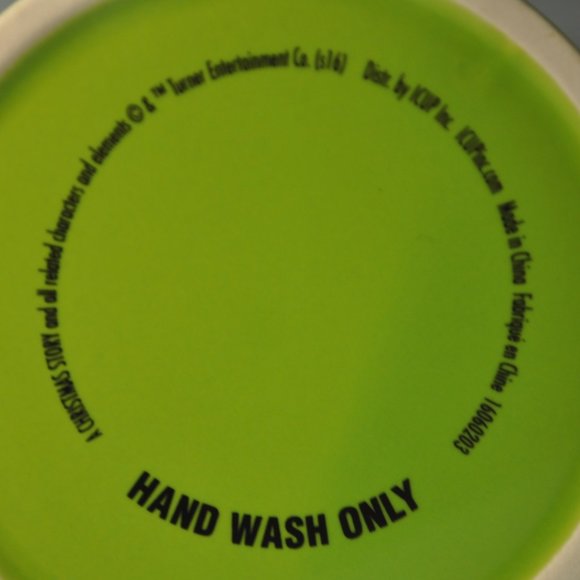 A CHRISTMAS STORY and all related characters and elements © & ™ Turner Entertainment Co. (s16) Distr. by ICUP Inc. ICUPinc.com Made in China Fabriqué en Chine 16060203
HAND WASH ONLY